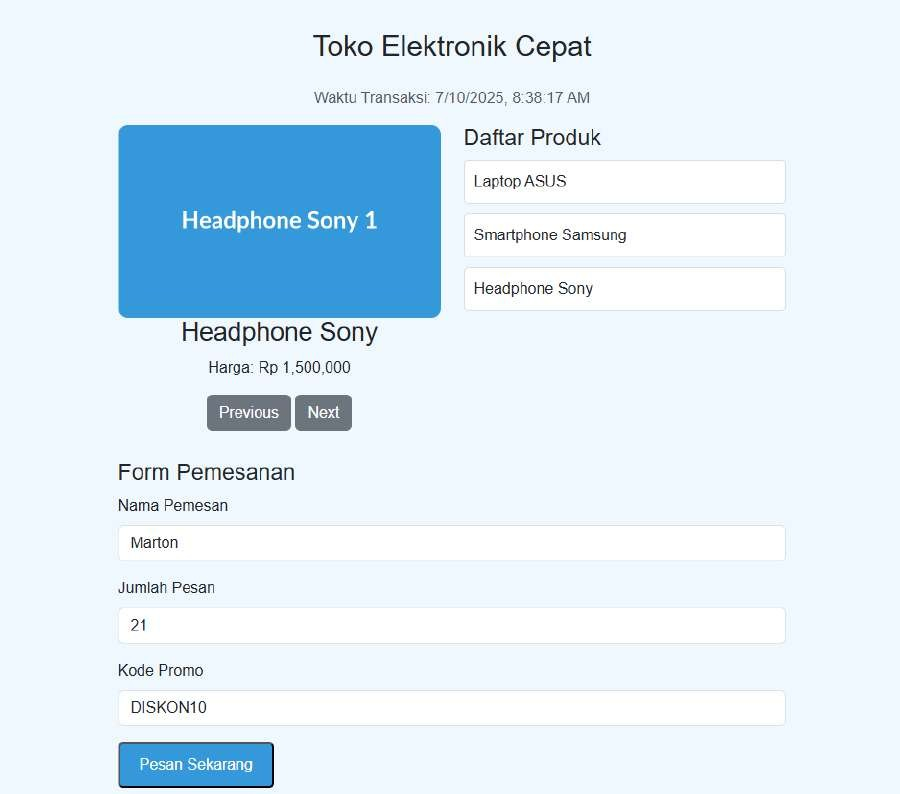 Toko Elektronik Cepat
Waktu Transaksi: 7/10/2025, 8:38:17 AM
Headphone Sony 1
Headphone Sony
Harga: Rp 1,500,000
Previous
Next
Daftar Produk
Laptop ASUS
Smartphone Samsung
Headphone Sony
Form Pemesanan
Nama Pemesan
Marton
Jumlah Pesan
21
Kode Promo
DISKON10
Pesan Sekarang